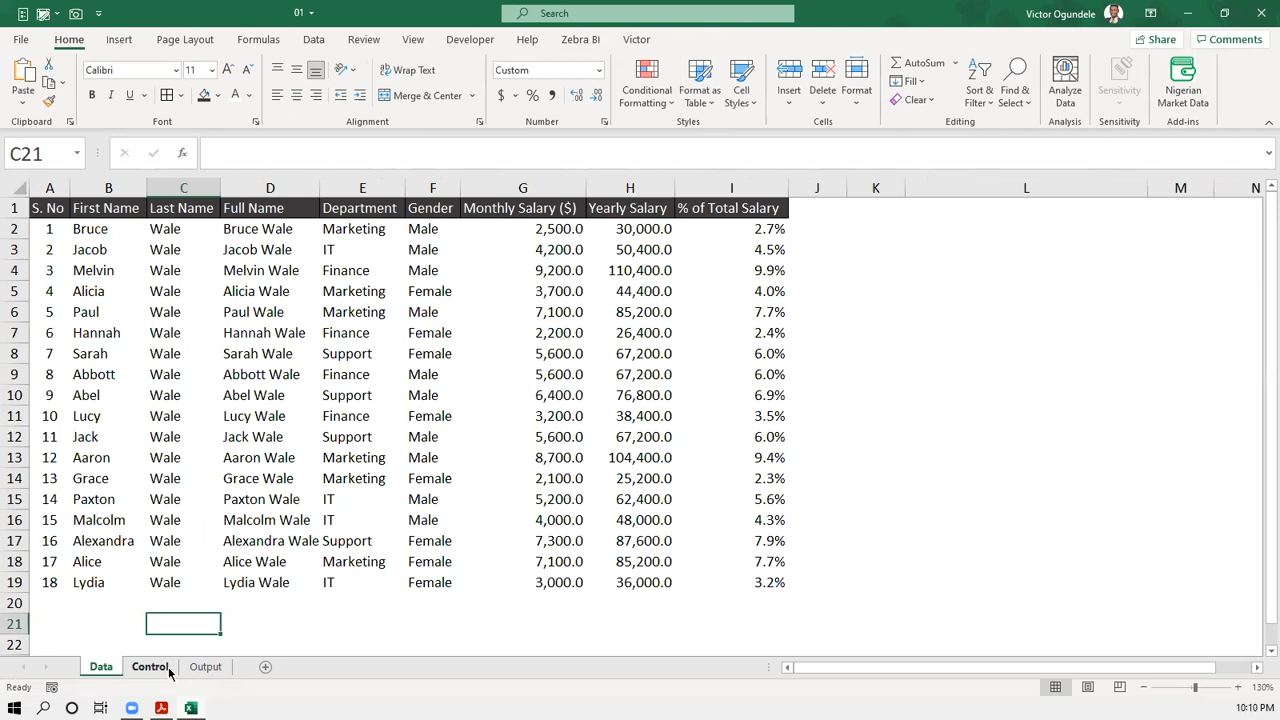 01
Search
Victor Ogundele
File Home Insert Page Layout Formulas Data Review View Developer Help Zebra BI Victor Share Comments
Calibri 11 Wrap Text Custom AutoSum
Paste B I U Merge & Center $ % Fill
Conditional Formatting Format as Table Cell Styles Insert Delete Format Clear Sort & Filter Find & Select Analyze Data Sensitivity Nigerian Market Data
Clipboard Font Alignment Number Styles Cells Editing Analysis Sensitivity Add-ins
C21 fx
A B C D E F G H I J K L M N
1 S. No First Name Last Name Full Name Department Gender Monthly Salary ($) Yearly Salary % of Total Salary
2 1 Bruce Wale Bruce Wale Marketing Male 2,500.0 30,000.0 2.7%
3 2 Jacob Wale Jacob Wale IT Male 4,200.0 50,400.0 4.5%
4 3 Melvin Wale Melvin Wale Finance Male 9,200.0 110,400.0 9.9%
5 4 Alicia Wale Alicia Wale Marketing Female 3,700.0 44,400.0 4.0%
6 5 Paul Wale Paul Wale Marketing Male 7,100.0 85,200.0 7.7%
7 6 Hannah Wale Hannah Wale Finance Female 2,200.0 26,400.0 2.4%
8 7 Sarah Wale Sarah Wale Support Female 5,600.0 67,200.0 6.0%
9 8 Abbott Wale Abbott Wale Finance Male 5,600.0 67,200.0 6.0%
10 9 Abel Wale Abel Wale Support Male 6,400.0 76,800.0 6.9%
11 10 Lucy Wale Lucy Wale Finance Female 3,200.0 38,400.0 3.5%
12 11 Jack Wale Jack Wale Support Male 5,600.0 67,200.0 6.0%
13 12 Aaron Wale Aaron Wale Marketing Male 8,700.0 104,400.0 9.4%
14 13 Grace Wale Grace Wale Marketing Female 2,100.0 25,200.0 2.3%
15 14 Paxton Wale Paxton Wale IT Male 5,200.0 62,400.0 5.6%
16 15 Malcolm Wale Malcolm Wale IT Male 4,000.0 48,000.0 4.3%
17 16 Alexandra Wale Alexandra Wale Support Female 7,300.0 87,600.0 7.9%
18 17 Alice Wale Alice Wale Marketing Female 7,100.0 85,200.0 7.7%
19 18 Lydia Wale Lydia Wale IT Female 3,000.0 36,000.0 3.2%
20
21
22
Data Control Output
Ready 130%
10:10 PM